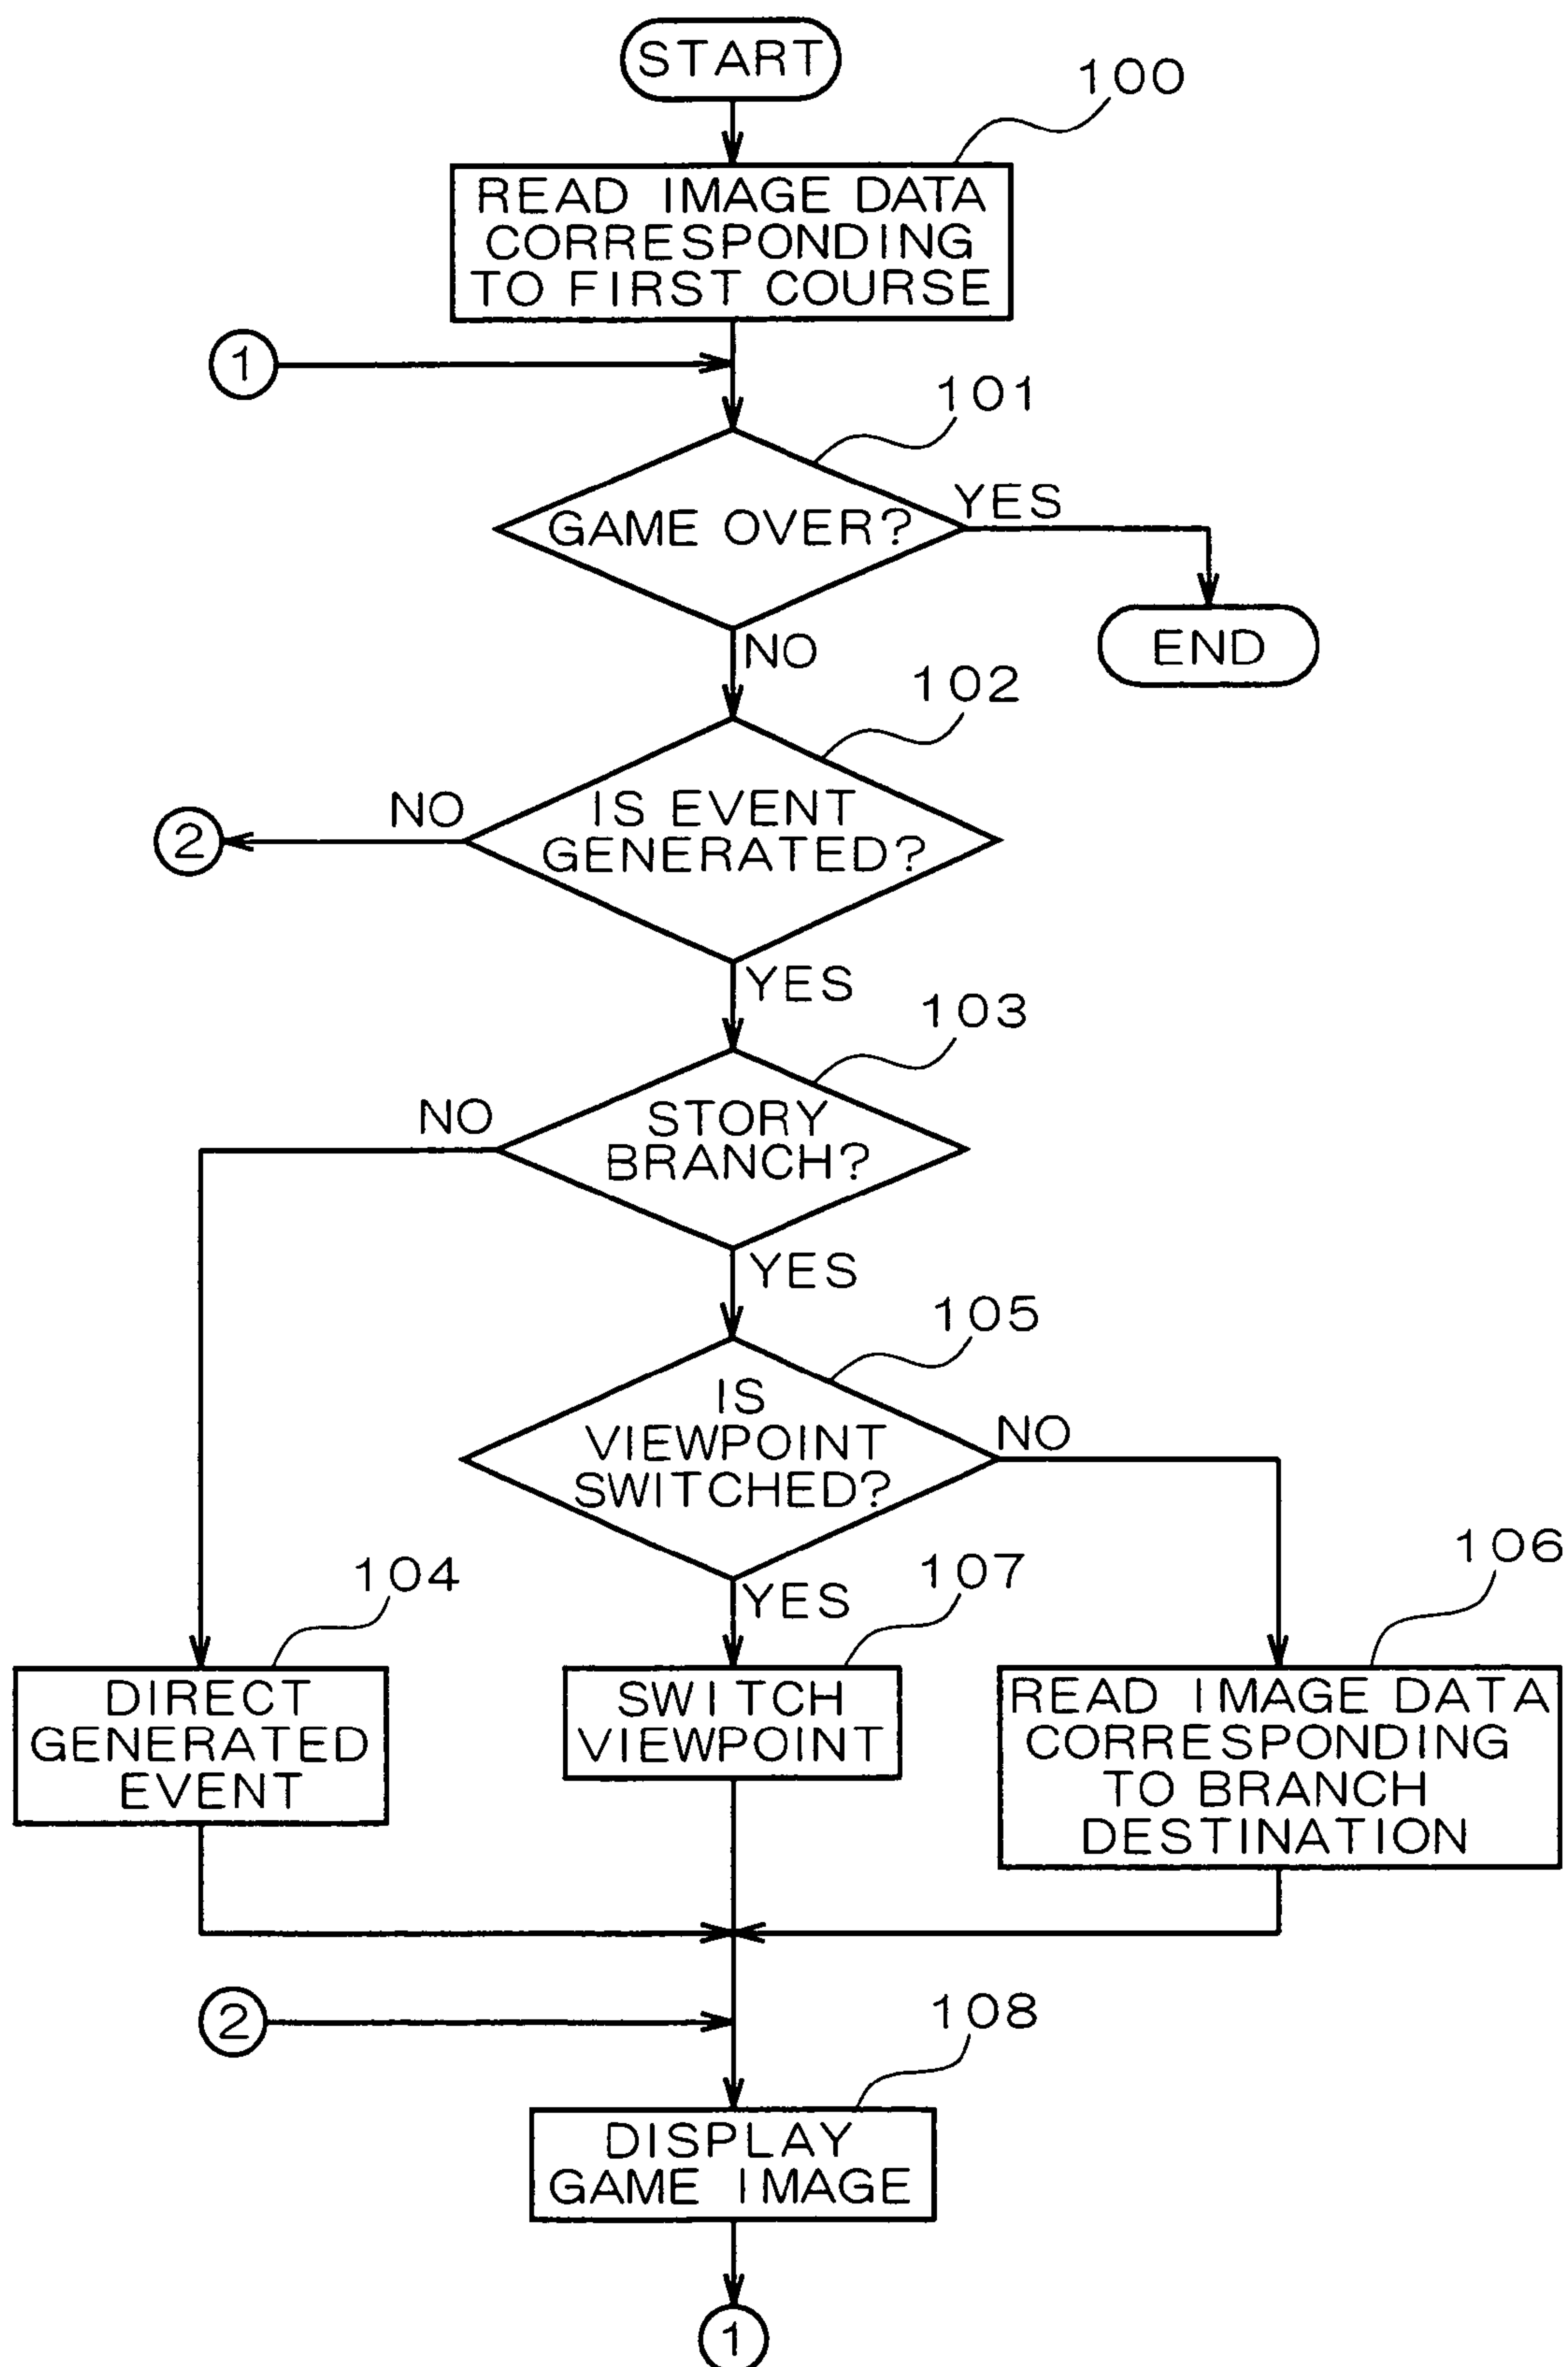 START
100
READ IMAGE DATA
CORRESPONDING
TO FIRST COURSE
1
101
GAME OVER?
YES
END
NO
102
IS EVENT
GENERATED?
NO
2
YES
103
STORY
BRANCH?
NO
YES
105
IS
VIEWPOINT
SWITCHED?
NO
YES
104
DIRECT
GENERATED
EVENT
107
SWITCH
VIEWPOINT
106
READ IMAGE DATA
CORRESPONDING
TO BRANCH
DESTINATION
2
108
DISPLAY
GAME IMAGE
1